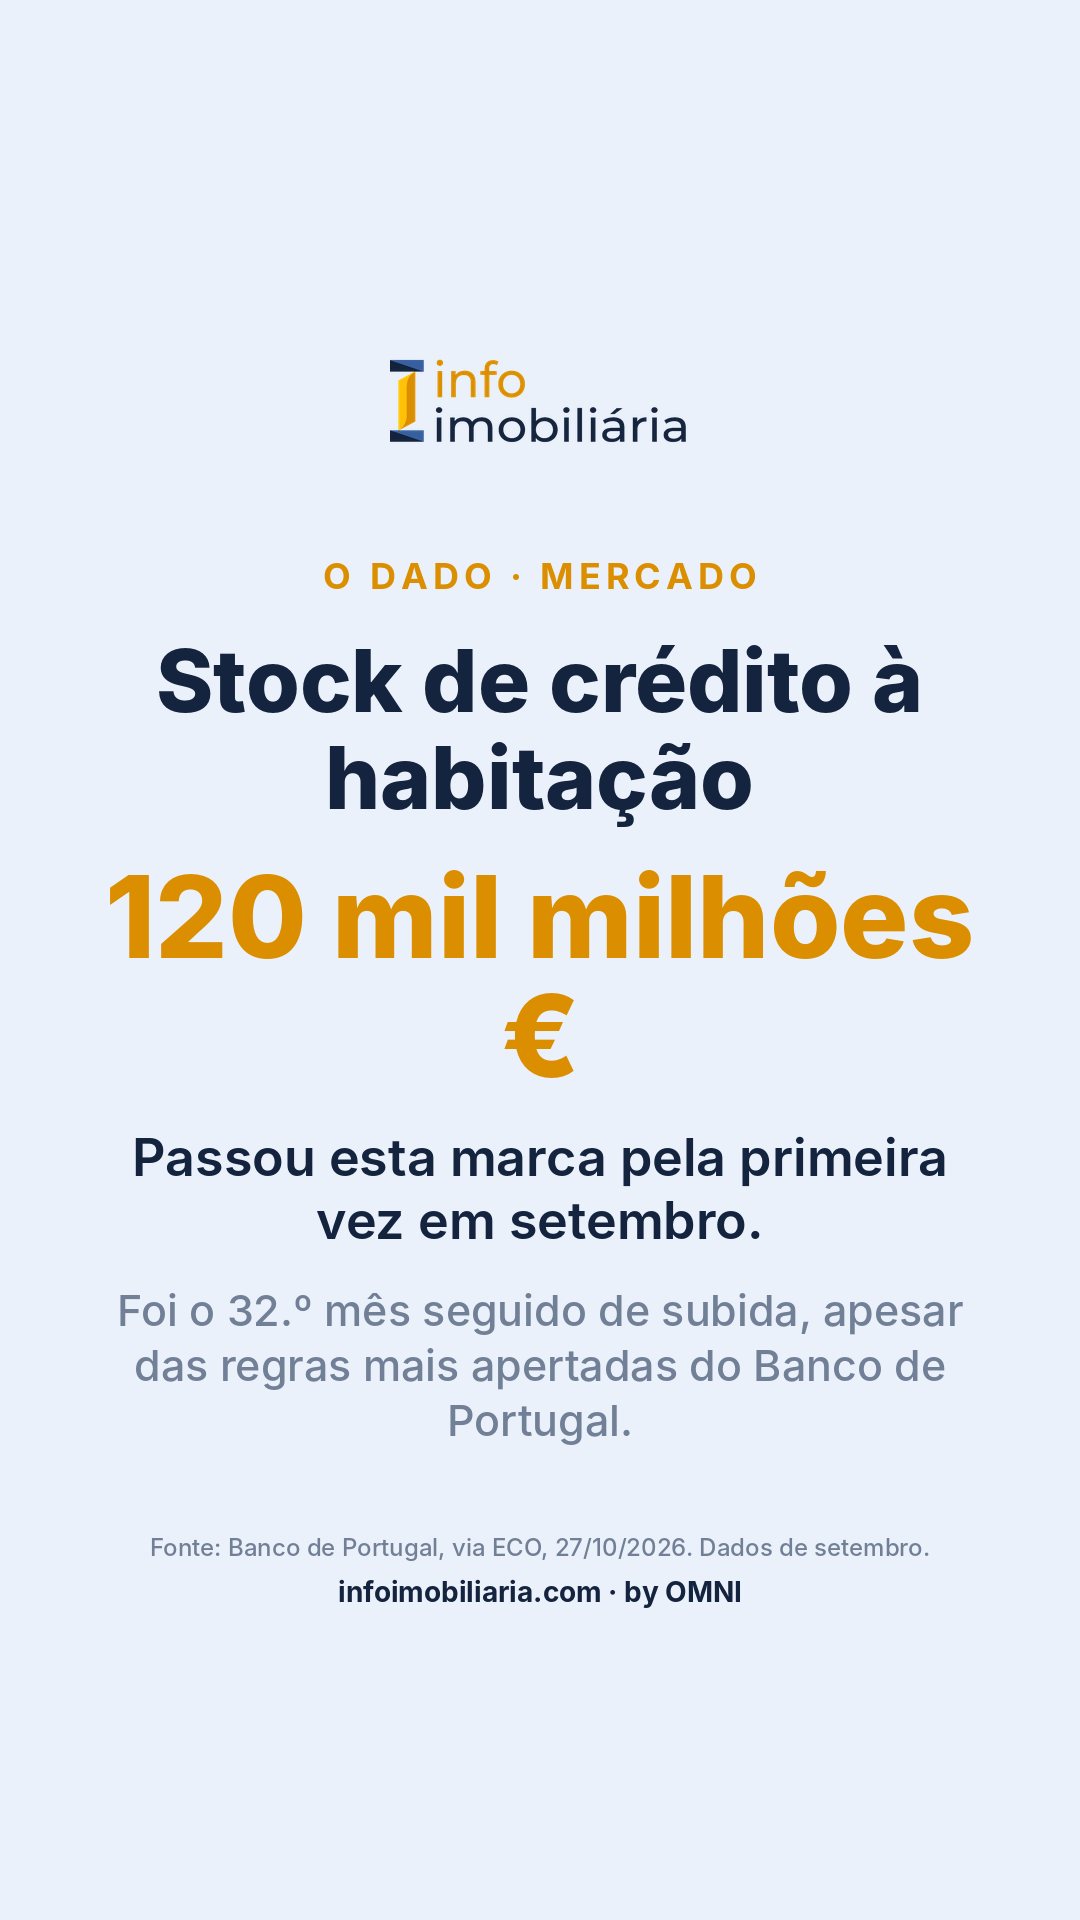 info
imobiliária
O DADO · MERCADO
Stock de crédito à
habitação
120 mil milhões
€
Passou esta marca pela primeira
vez em setembro.
Foi o 32.º mês seguido de subida, apesar
das regras mais apertadas do Banco de
Portugal.
Fonte: Banco de Portugal, via ECO, 27/10/2026. Dados de setembro.
infoimobiliaria.com · by OMNI